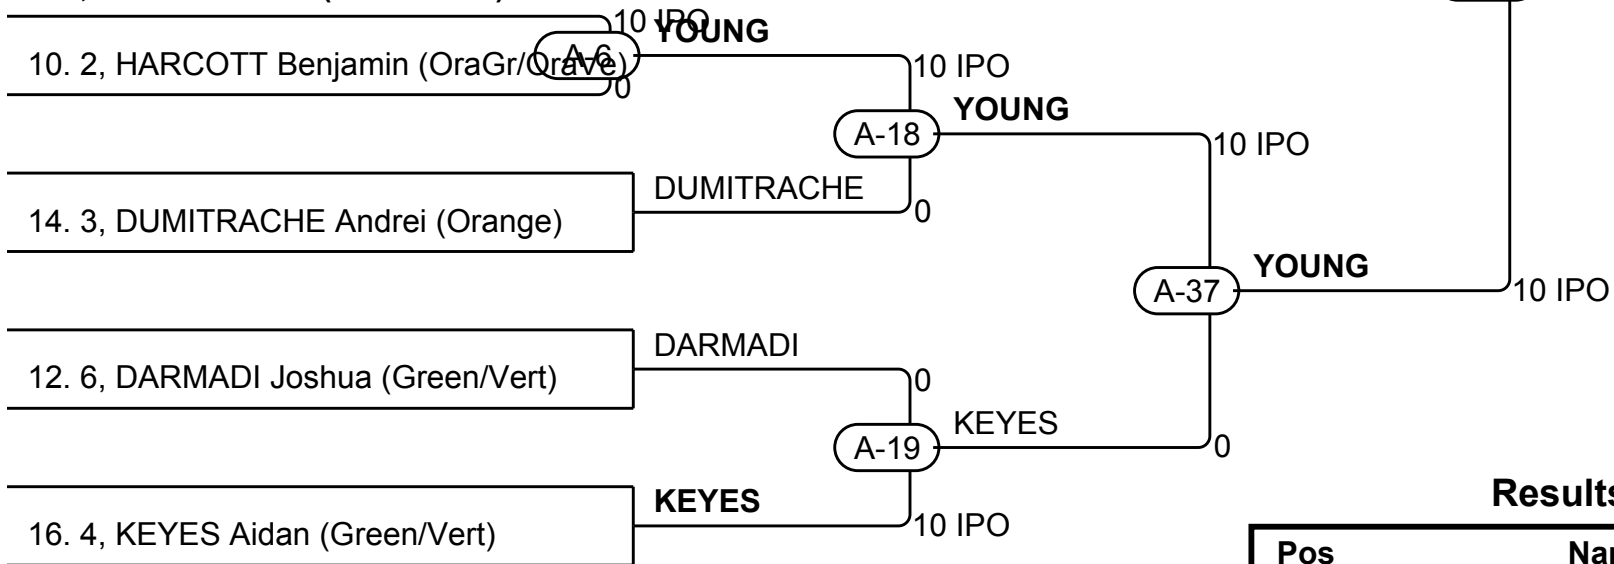 10 IPO
YOUNG
A-6
10. 2, HARCOTT Benjamin (OraGr/OraVe)
0
10 IPO
YOUNG
A-18
10 IPO
DUMITRACHE
0
14. 3, DUMITRACHE Andrei (Orange)
YOUNG
A-37
10 IPO
DARMADI
12. 6, DARMADI Joshua (Green/Vert)
0
KEYES
A-19
0
KEYES
Results
10 IPO
16. 4, KEYES Aidan (Green/Vert)
Pos